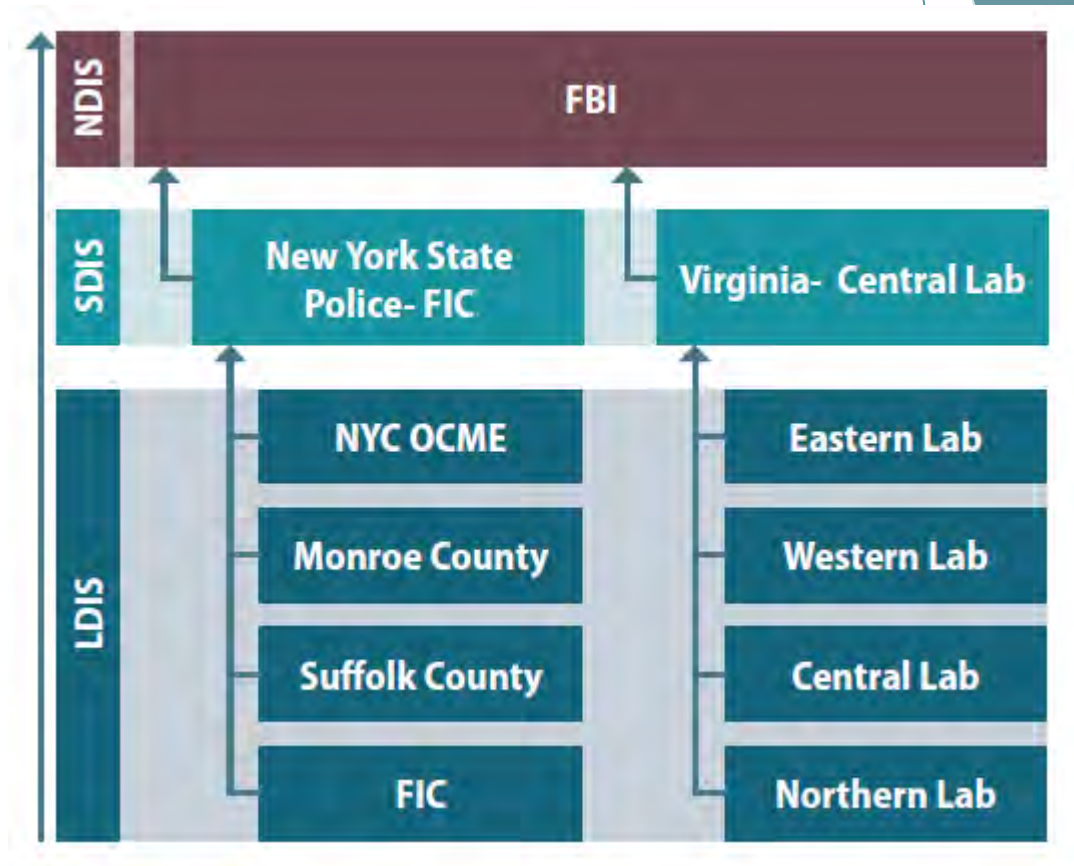 NDIS
FBI
SDIS
New York State
Police- FIC
Virginia- Central Lab
LDIS
NYC OCME
Eastern Lab
Monroe County
Western Lab
Suffolk County
Central Lab
FIC
Northern Lab